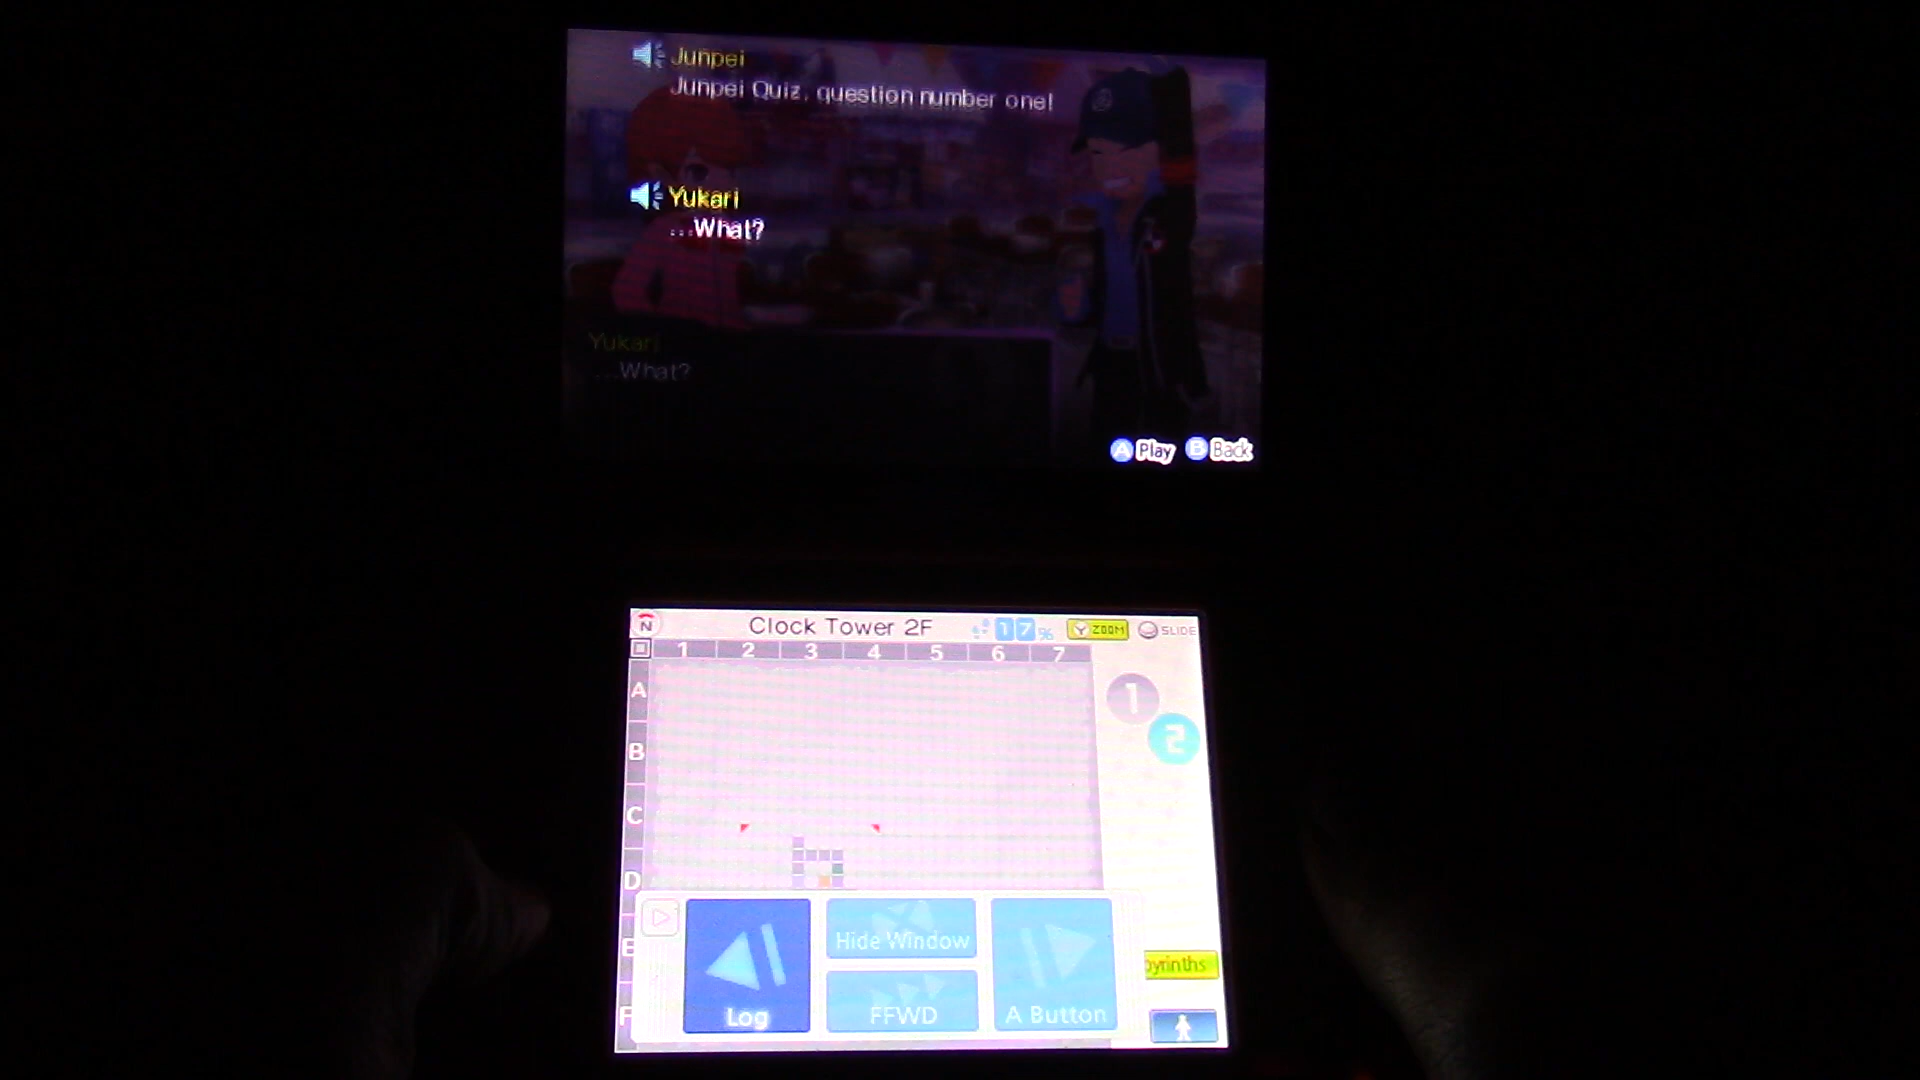 Junpei
Junpei Quiz, question number one!
Yukari
...What?
Yukari
...What?
A Play B Back
N
Clock Tower 2F
17%
Y ZOOM
SLIDE
1 2 3 4 5 6 7
A
B
C
D
E
F
1
2
Hide Window
Log
FFWD
A Button
byrinths